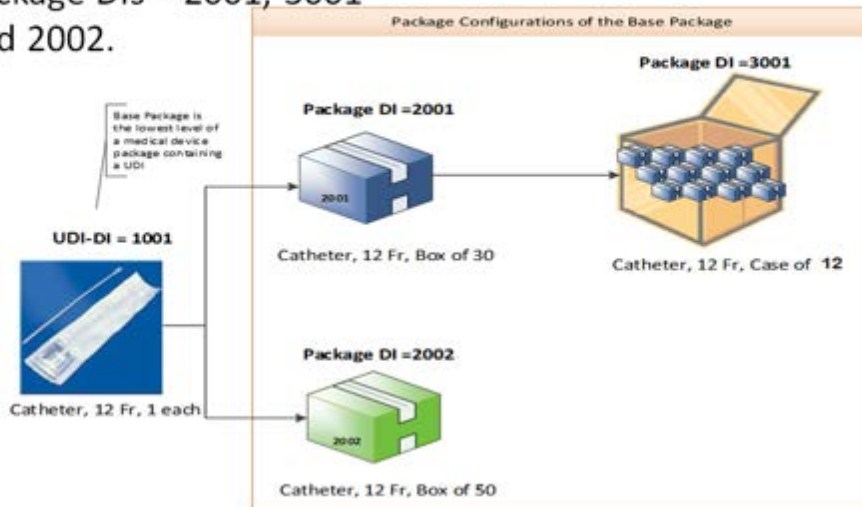 d 2002.
Package Configurations of the Base Package
Package DI =3001
Package DI =2001
Base Package is
the lowest level of
a medical device
package containing
a UDI
2001
UDI-DI = 1001
Catheter, 12 Fr, Box of 30
Catheter, 12 Fr, Case of 12
Package DI =2002
Catheter, 12 Fr, 1 each
2002
Catheter, 12 Fr, Box of 50